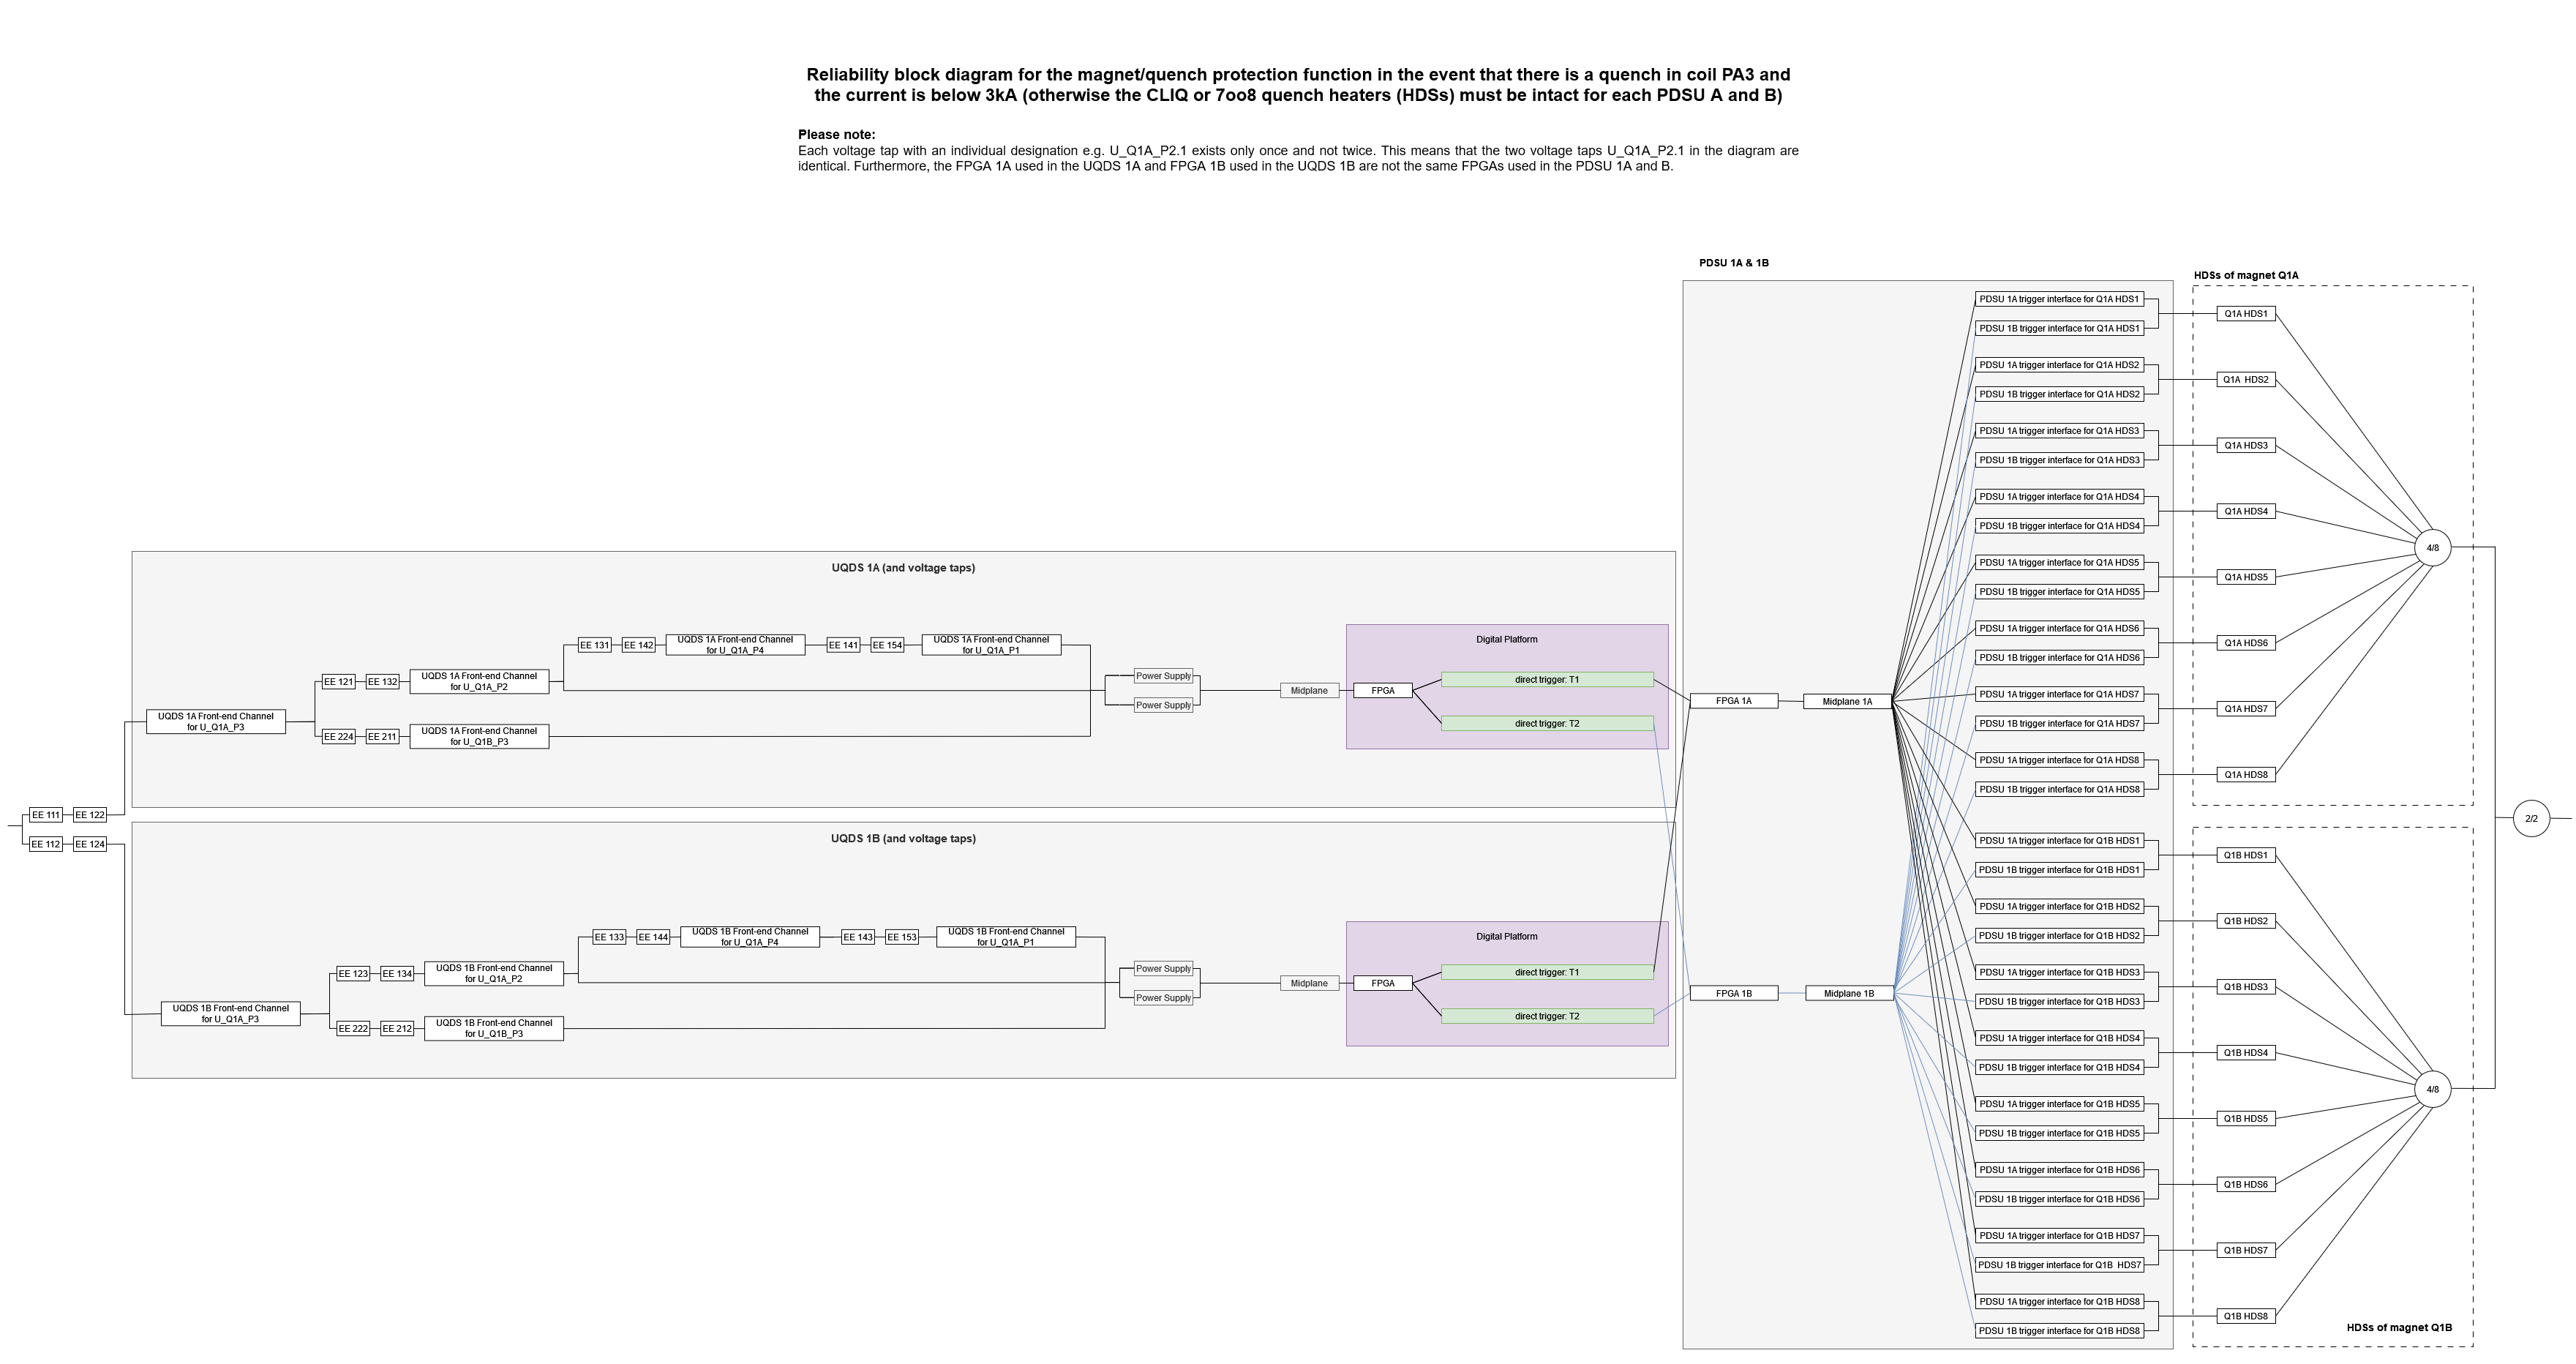 Reliability block diagram for the magnet/quench protection function in the event that there is a quench in coil PA3 and
the current is below 3kA (otherwise the CLIQ or 7oo8 quench heaters (HDSs) must be intact for each PDSU A and B)
Please note:
Each voltage tap with an individual designation e.g. U_Q1A_P2.1 exists only once and not twice. This means that the two voltage taps U_Q1A_P2.1 in the diagram are
identical. Furthermore, the FPGA 1A used in the UQDS 1A and FPGA 1B used in the UQDS 1B are not the same FPGAs used in the PDSU 1A and B.
EE 111
EE 122
EE 112
EE 124
UQDS 1A (and voltage taps)
UQDS 1A Front-end Channel
for U_Q1A_P3
EE 121
EE 132
UQDS 1A Front-end Channel
for U_Q1A_P2
EE 224
EE 211
UQDS 1A Front-end Channel
for U_Q1B_P3
EE 131
EE 142
UQDS 1A Front-end Channel
for U_Q1A_P4
EE 141
EE 154
UQDS 1A Front-end Channel
for U_Q1A_P1
Power Supply
Power Supply
Midplane
Digital Platform
FPGA
direct trigger: T1
direct trigger: T2
UQDS 1B (and voltage taps)
UQDS 1B Front-end Channel
for U_Q1A_P3
EE 123
EE 134
UQDS 1B Front-end Channel
for U_Q1A_P2
EE 222
EE 212
UQDS 1B Front-end Channel
for U_Q1B_P3
EE 133
EE 144
UQDS 1B Front-end Channel
for U_Q1A_P4
EE 143
EE 153
UQDS 1B Front-end Channel
for U_Q1A_P1
Power Supply
Power Supply
Midplane
Digital Platform
FPGA
direct trigger: T1
direct trigger: T2
PDSU 1A & 1B
FPGA 1A
Midplane 1A
FPGA 1B
Midplane 1B
PDSU 1A trigger interface for Q1A HDS1
PDSU 1B trigger interface for Q1A HDS1
PDSU 1A trigger interface for Q1A HDS2
PDSU 1B trigger interface for Q1A HDS2
PDSU 1A trigger interface for Q1A HDS3
PDSU 1B trigger interface for Q1A HDS3
PDSU 1A trigger interface for Q1A HDS4
PDSU 1B trigger interface for Q1A HDS4
PDSU 1A trigger interface for Q1A HDS5
PDSU 1B trigger interface for Q1A HDS5
PDSU 1A trigger interface for Q1A HDS6
PDSU 1B trigger interface for Q1A HDS6
PDSU 1A trigger interface for Q1A HDS7
PDSU 1B trigger interface for Q1A HDS7
PDSU 1A trigger interface for Q1A HDS8
PDSU 1B trigger interface for Q1A HDS8
PDSU 1A trigger interface for Q1B HDS1
PDSU 1B trigger interface for Q1B HDS1
PDSU 1A trigger interface for Q1B HDS2
PDSU 1B trigger interface for Q1B HDS2
PDSU 1A trigger interface for Q1B HDS3
PDSU 1B trigger interface for Q1B HDS3
PDSU 1A trigger interface for Q1B HDS4
PDSU 1B trigger interface for Q1B HDS4
PDSU 1A trigger interface for Q1B HDS5
PDSU 1B trigger interface for Q1B HDS5
PDSU 1A trigger interface for Q1B HDS6
PDSU 1B trigger interface for Q1B HDS6
PDSU 1A trigger interface for Q1B HDS7
PDSU 1B trigger interface for Q1B HDS7
PDSU 1A trigger interface for Q1B HDS8
PDSU 1B trigger interface for Q1B HDS8
HDSs of magnet Q1A
Q1A HDS1
Q1A HDS2
Q1A HDS3
Q1A HDS4
Q1A HDS5
Q1A HDS6
Q1A HDS7
Q1A HDS8
4/8
Q1B HDS1
Q1B HDS2
Q1B HDS3
Q1B HDS4
Q1B HDS5
Q1B HDS6
Q1B HDS7
Q1B HDS8
4/8
HDSs of magnet Q1B
2/2